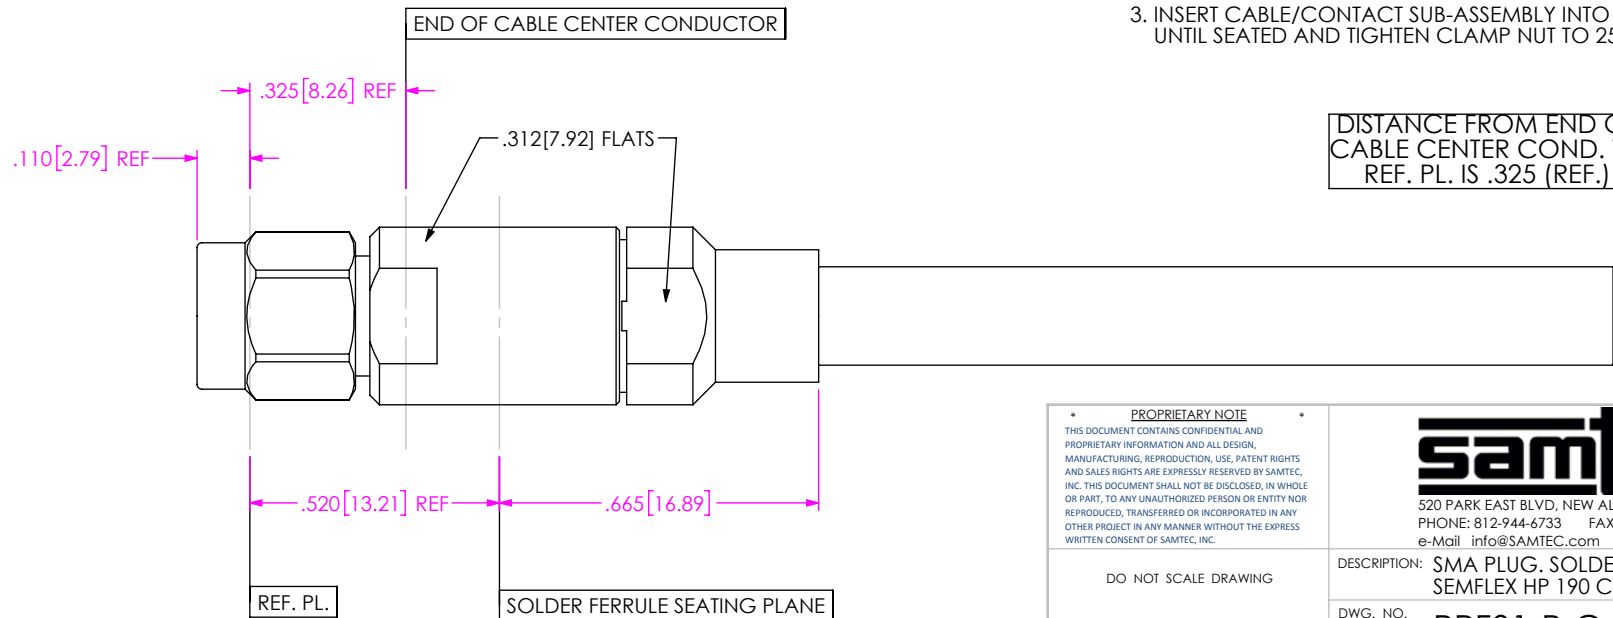 END OF CABLE CENTER CONDUCTOR
3. INSERT CABLE/CONTACT SUB-ASSEMBLY INTO
UNTIL SEATED AND TIGHTEN CLAMP NUT TO 25
.325[8.26] REF
.312[7.92] FLATS
.110[2.79] REF
DISTANCE FROM END
CABLE CENTER COND.
REF. PL. IS .325 (REF.)
.520[13.21] REF
.665[16.89]
REF. PL.
SOLDER FERRULE SEATING PLANE
* PROPRIETARY NOTE *
THIS DOCUMENT CONTAINS CONFIDENTIAL AND
PROPRIETARY INFORMATION AND ALL DESIGN,
MANUFACTURING, REPRODUCTION, USE, PATENT RIGHTS
AND SALES RIGHTS ARE EXPRESSLY RESERVED BY SAMTEC,
INC. THIS DOCUMENT SHALL NOT BE DISCLOSED, IN WHOLE
OR PART, TO ANY UNAUTHORIZED PERSON OR ENTITY NOR
REPRODUCED, TRANSFERRED OR INCORPORATED IN ANY
OTHER PROJECT IN ANY MANNER WITHOUT THE EXPRESS
WRITTEN CONSENT OF SAMTEC, INC.
DO NOT SCALE DRAWING
sam
520 PARK EAST BLVD, NEW AL
PHONE: 812-944-6733 FAX
e-Mail info@SAMTEC.com
DESCRIPTION: SMA PLUG. SOLDE
SEMFLEX HP 190 C
DWG. NO.